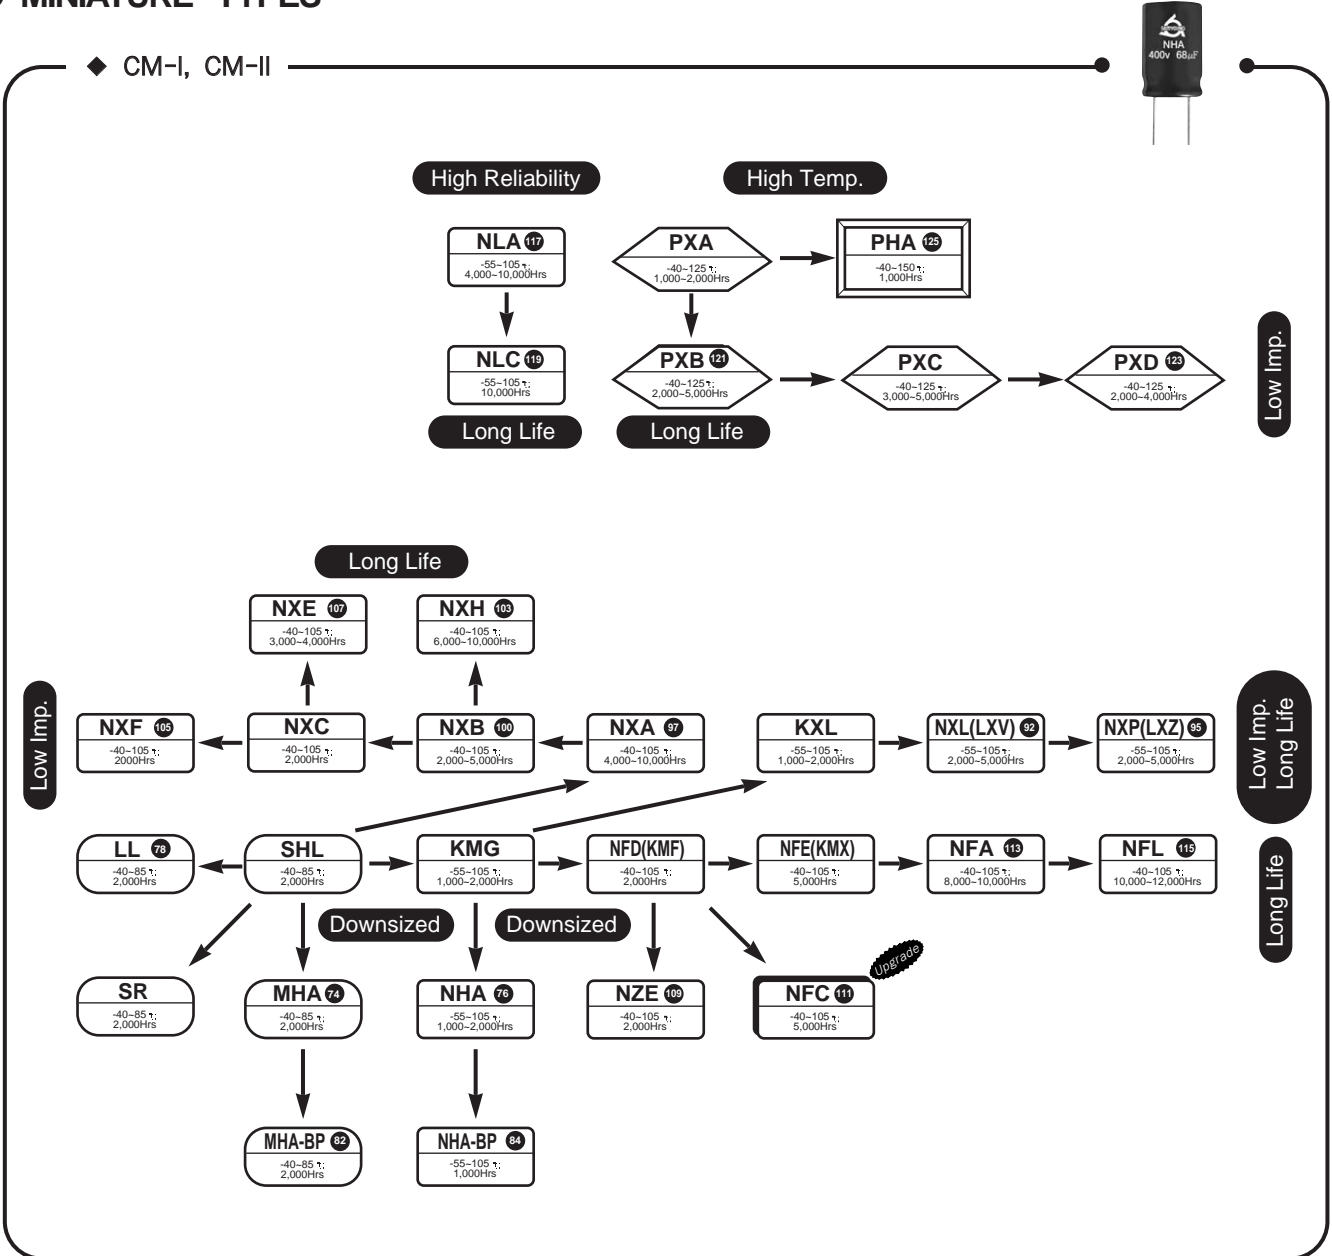 MINIATURE TYPES
◆ CM-I, CM-II
NHA
400v 68μF
High Reliability
High Temp.
NLA 117
-55~105
4,000~10,000Hrs
PXA
-40~125
1,000~2,000Hrs
PHA 125
-40~150
1,000Hrs
NLC 119
-55~105
10,000Hrs
PXB 121
-40~125
2,000~5,000Hrs
PXC
-40~125
3,000~5,000Hrs
PXD 123
-40~125
2,000~4,000Hrs
Low Imp.
Long Life
Long Life
Long Life
NXE 107
-40~105
3,000~4,000Hrs
NXH 103
-40~105
6,000~10,000Hrs
Low Imp.
NXF 105
-40~105
2000Hrs
NXC
-40~105
2,000Hrs
NXB 100
-40~105
2,000~5,000Hrs
NXA 97
-40~105
4,000~10,000Hrs
KXL
-55~105
1,000~2,000Hrs
NXL(LXV) 92
-55~105
2,000~5,000Hrs
NXP(LXZ) 95
-55~105
2,000~5,000Hrs
Low Imp.
Long Life
LL 78
-40~85
2,000Hrs
SHL
-40~85
2,000Hrs
KMG
-55~105
1,000~2,000Hrs
NFD(KMF)
-40~105
2,000Hrs
NFE(KMX)
-40~105
5,000Hrs
NFA 113
-40~105
8,000~10,000Hrs
NFL 115
-40~105
10,000~12,000Hrs
Long Life
Downsized
Downsized
Upgrade
SR
-40~85
2,000Hrs
MHA 74
-40~85
2,000Hrs
NHA 76
-55~105
1,000~2,000Hrs
NZE 109
-40~105
2,000Hrs
NFC 111
-40~105
5,000Hrs
MHA-BP 82
-40~85
2,000Hrs
NHA-BP 84
-55~105
1,000Hrs